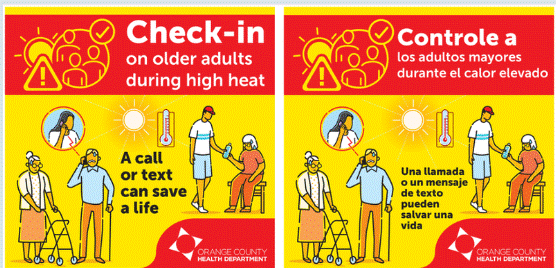 Check-in
on older adults
during high heat
A call
or text
can save
a life
ORANGE COUNTY
HEALTH DEPARTMENT
Controle a
los adultos mayores
durante el calor elevado
Una llamada
o un mensaje
de texto
pueden
salvar una
vida
ORANGE COUNTY
HEALTH DEPARTMENT